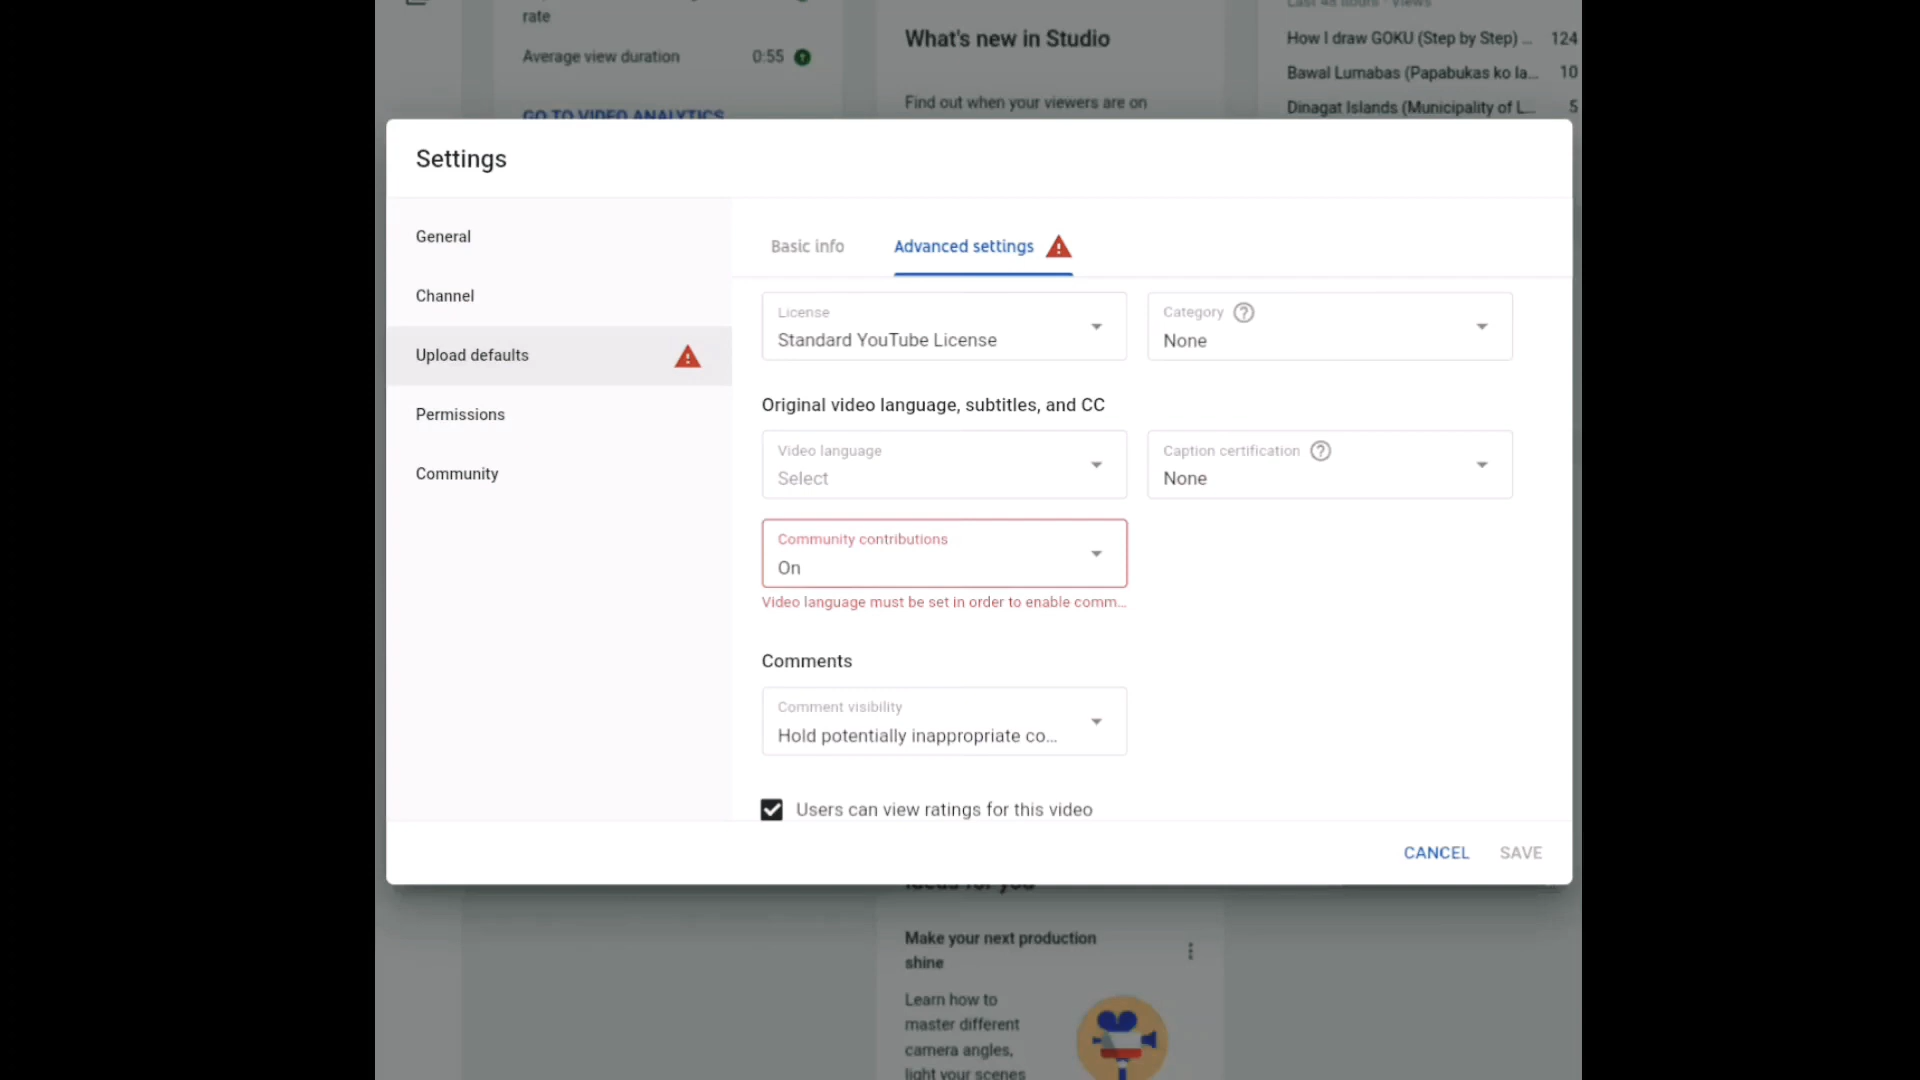 rate
Average view duration 0:55
GO TO VIDEO ANALYTICS
What's new in Studio
Find out when your viewers are on
Last 48 hours · Views
How I draw GOKU (Step by Step) ... 124
Bawal Lumabas (Papabukas ko la... 10
Dinagat Islands (Municipality of L... 5
Settings
General
Channel
Upload defaults
Permissions
Community
Basic info
Advanced settings
License
Standard YouTube License
Category
None
Original video language, subtitles, and CC
Video language
Select
Caption certification
None
Community contributions
On
Video language must be set in order to enable comm...
Comments
Comment visibility
Hold potentially inappropriate co...
Users can view ratings for this video
CANCEL
SAVE
Ideas for you
Make your next production
shine
Learn how to
master different
camera angles,
light your scenes